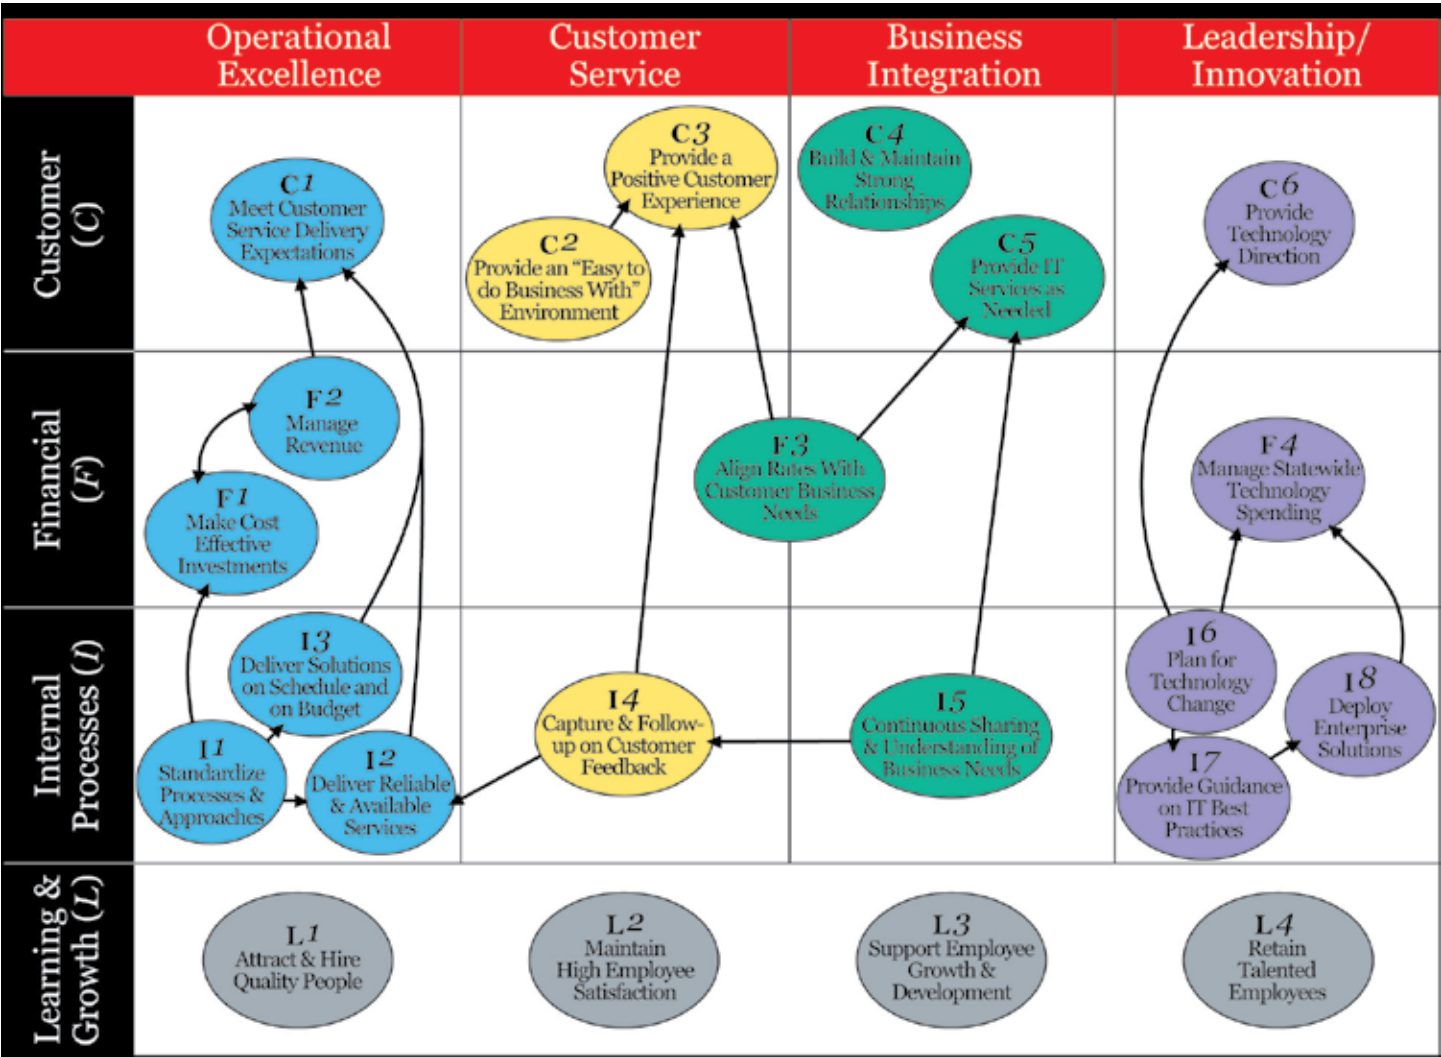 Operational
Excellence
Customer
Service
Business
Integration
Leadership/
Innovation
Customer
(C)
C1
Meet Customer
Service Delivery
Expectations
C2
Provide an “Easy to
do Business With”
Environment
C3
Provide a
Positive Customer
Experience
C4
Build & Maintain
Strong
Relationships
C5
Provide IT
Services as
Needed
C6
Provide
Technology
Direction
Financial
(F)
F2
Manage
Revenue
F1
Make Cost
Effective
Investments
F3
Align Rates With
Customer Business
Needs
F4
Manage Statewide
Technology
Spending
Internal
Processes (I)
I3
Deliver Solutions
on Schedule and
on Budget
I1
Standardize
Processes &
Approaches
I2
Deliver Reliable
& Available
Services
I4
Capture & Follow-
up on Customer
Feedback
I5
Continuous Sharing
& Understanding of
Business Needs
I6
Plan for
Technology
Change
I7
Provide Guidance
on IT Best
Practices
I8
Deploy
Enterprise
Solutions
Learning &
Growth (L)
L1
Attract & Hire
Quality People
L2
Maintain
High Employee
Satisfaction
L3
Support Employee
Growth &
Development
L4
Retain
Talented
Employees